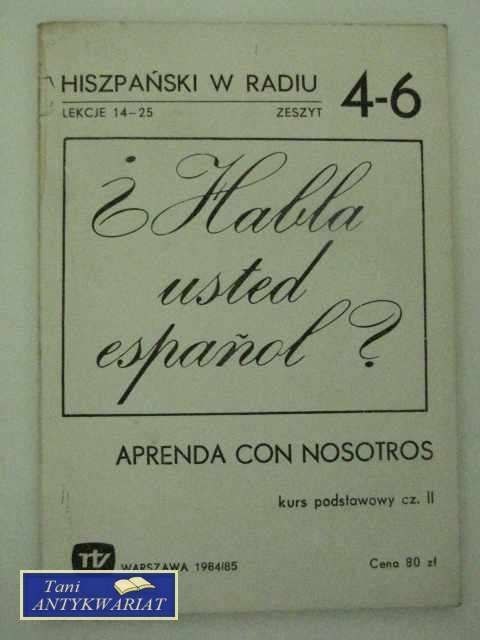 HISZPAŃSKI W RADIU 4-6
LEKCJE 14-25 ZESZYT
¿Habla
usted
español?
APRENDA CON NOSOTROS
kurs podstawowy cz. II
rtv WARSZAWA 1984/85 Cena 80 zł
Tani
ANTYKWARIAT